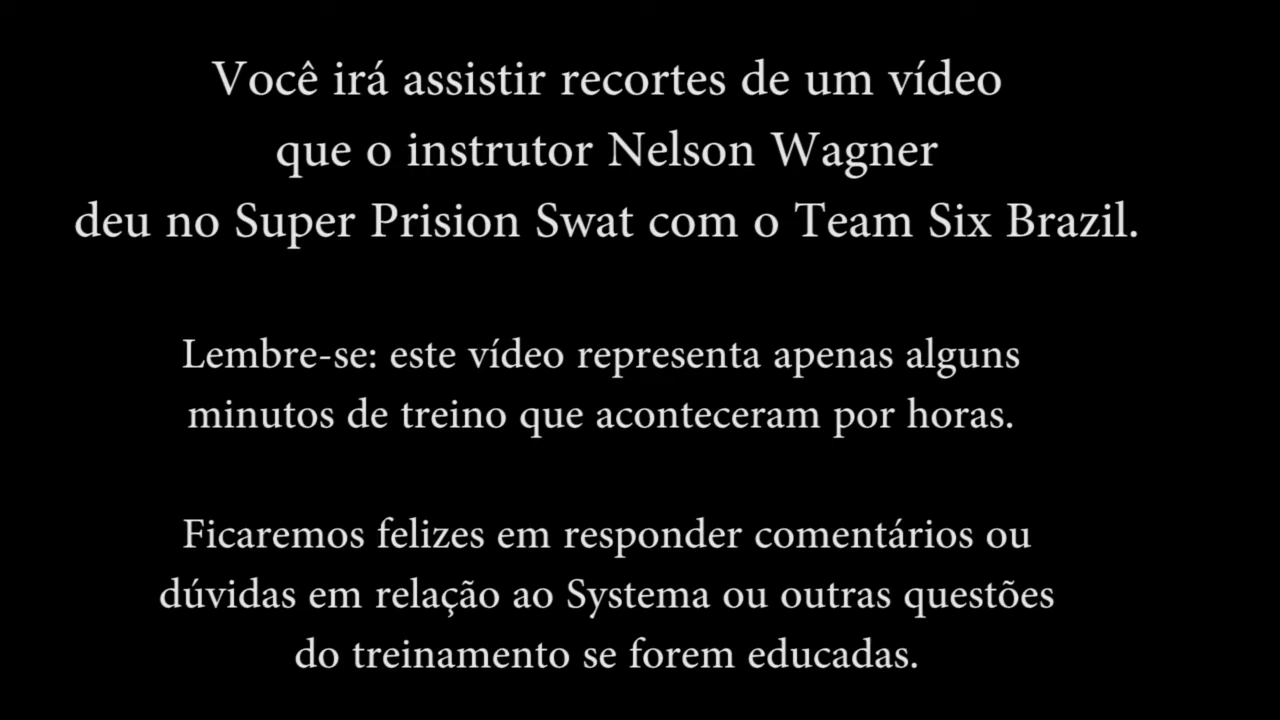 Você irá assistir recortes de um vídeo
que o instrutor Nelson Wagner
deu no Super Prision Swat com o Team Six Brazil.
Lembre-se: este vídeo representa apenas alguns
minutos de treino que aconteceram por horas.
Ficaremos felizes em responder comentários ou
dúvidas em relação ao Systema ou outras questões
do treinamento se forem educadas.